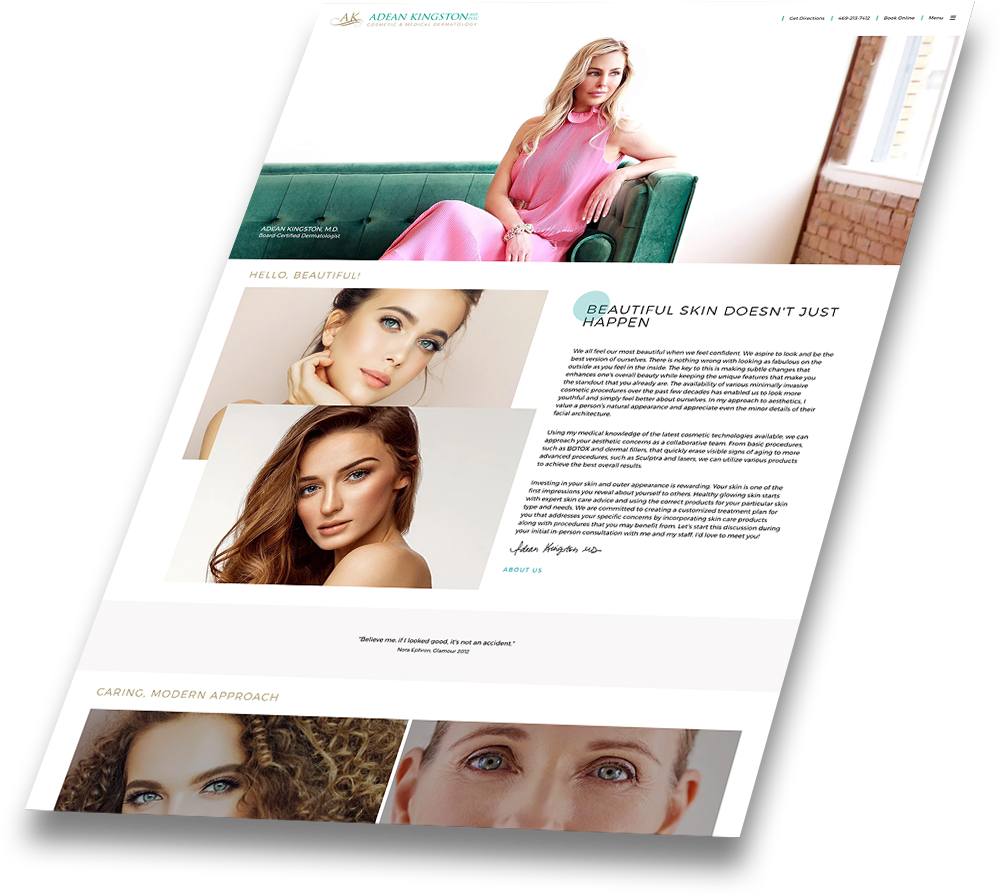 AK ADEAN KINGSTON MD PLLC
COSMETIC & MEDICAL DERMATOLOGY
Get Directions
469-213-7412
Book Online
Menu
ADEAN KINGSTON, M.D.
Board-Certified Dermatologist
HELLO, BEAUTIFUL!
BEAUTIFUL SKIN DOESN'T JUST
HAPPEN
We all feel our most beautiful when we feel confident. We aspire to look and be the
best version of ourselves. There is nothing wrong with looking as fabulous on the
outside as you feel in the inside. The key to this is making subtle changes that
enhances one's overall beauty while keeping the unique features that make you
the standout that you already are. The availability of various minimally invasive
cosmetic procedures over the past few decades has enabled us to look more
youthful and simply feel better about ourselves. In my approach to aesthetics, I
value a person's natural appearance and appreciate even the minor details of their
facial architecture.
Using my medical knowledge of the latest cosmetic technologies available, we can
approach your aesthetic concerns as a collaborative team. From basic procedures,
such as BOTOX and dermal fillers, that quickly erase visible signs of aging to more
advanced procedures, such as Sculptra and lasers, we can utilize various products
to achieve the best overall results.
Investing in your skin and outer appearance is rewarding. Your skin is one of the
first impressions you reveal about yourself to others. Healthy glowing skin starts
with expert skin care advice and using the correct products for your particular skin
type and needs. We are committed to creating a customized treatment plan for
you that addresses your specific concerns by incorporating skin care products
along with procedures that you may benefit from. Let's start this discussion during
your initial in-person consultation with me and my staff. I'd love to meet you!
Adean Kingston MD
ABOUT US
"Believe me, if I looked good, it's not an accident."
Nora Ephron, Glamour 2012
CARING, MODERN APPROACH